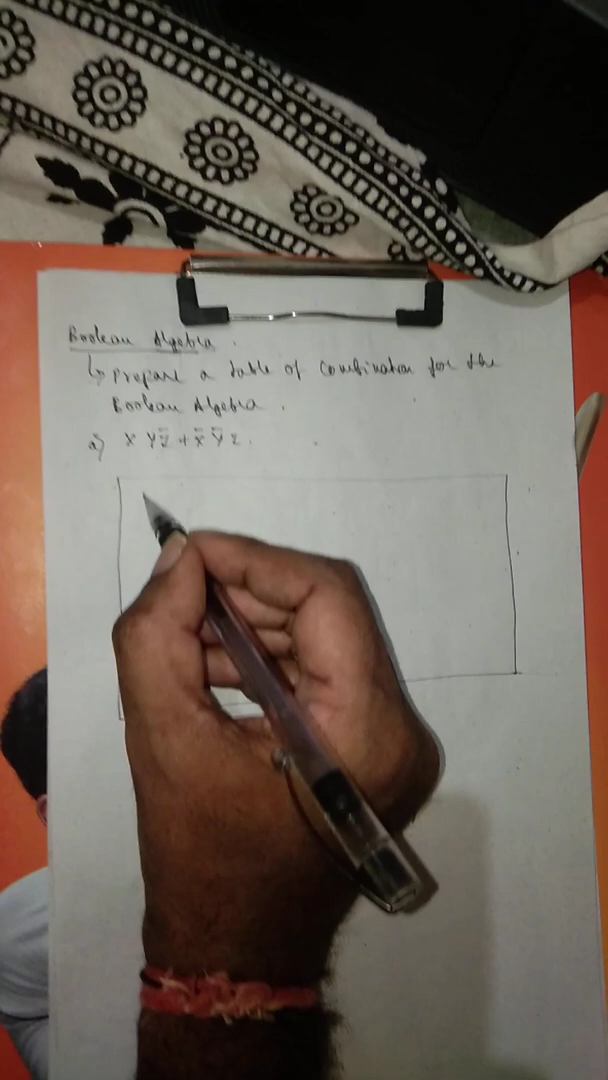 Boolean Algebra.
↳ Prepare a table of combination for the
Boolean Algebra.
a) X Y Z̅ + X̅ Y̅ Z.